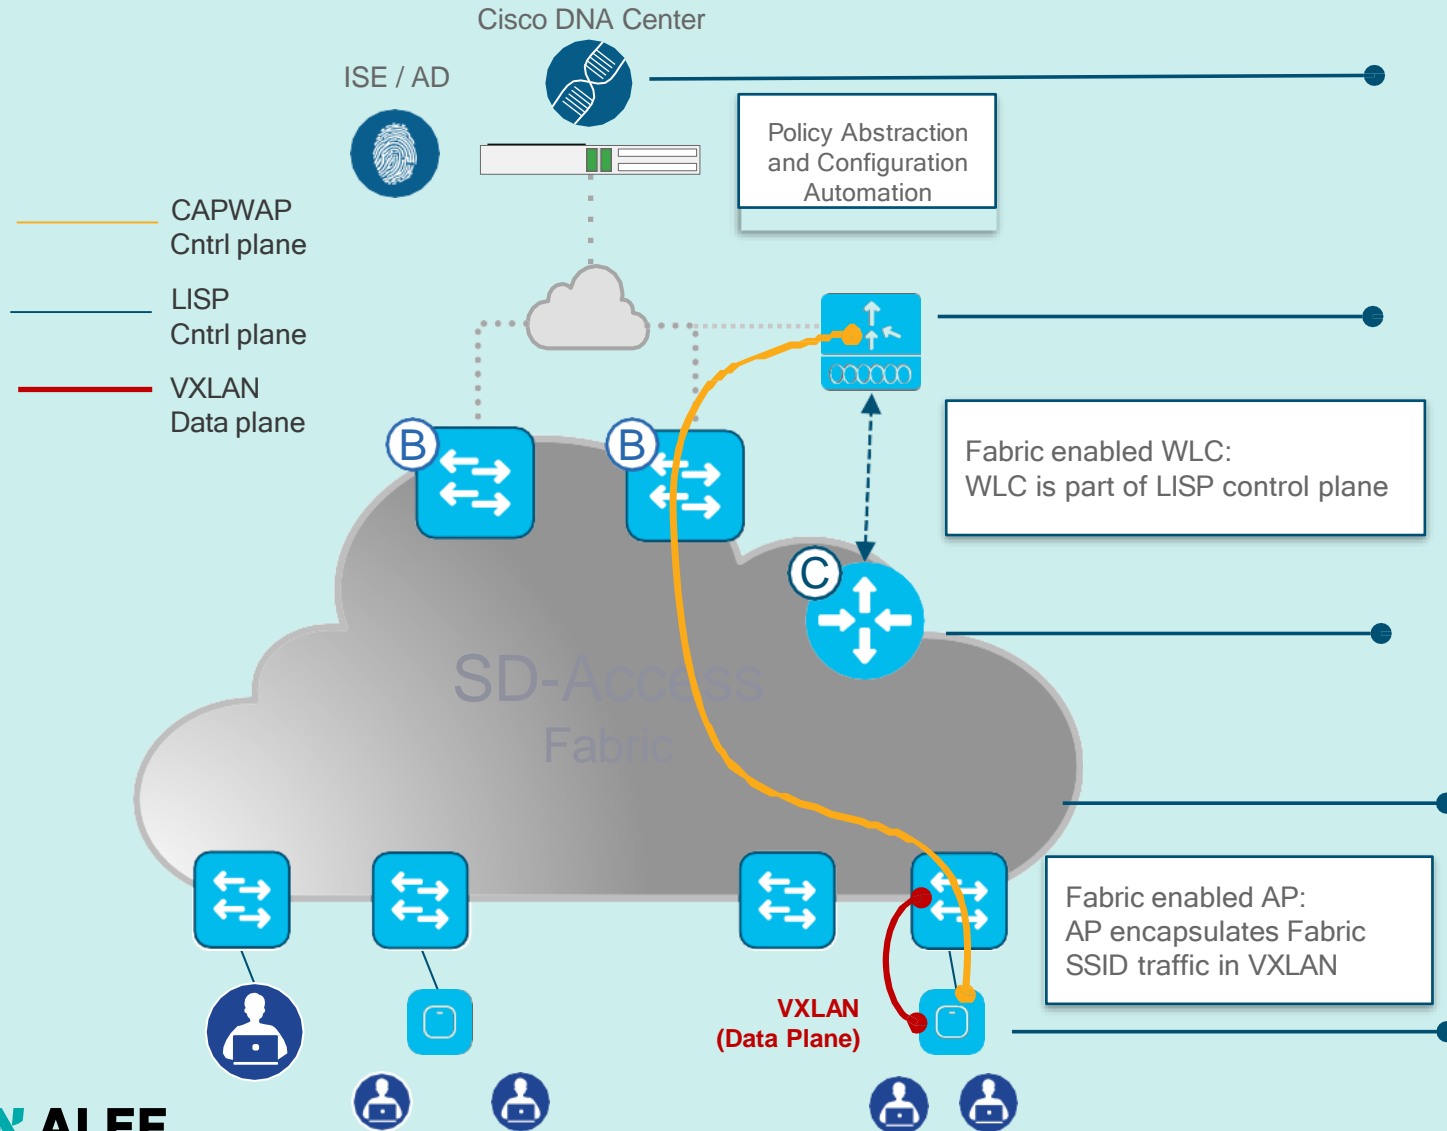 Cisco DNA Center
ISE / AD
Policy Abstraction
and Configuration
Automation
CAPWAP
Cntrl plane
LISP
Cntrl plane
VXLAN
Data plane
B
B
Fabric enabled WLC:
WLC is part of LISP control plane
C
SD-Access
Fabric
Fabric enabled AP:
AP encapsulates Fabric
SSID traffic in VXLAN
VXLAN
(Data Plane)